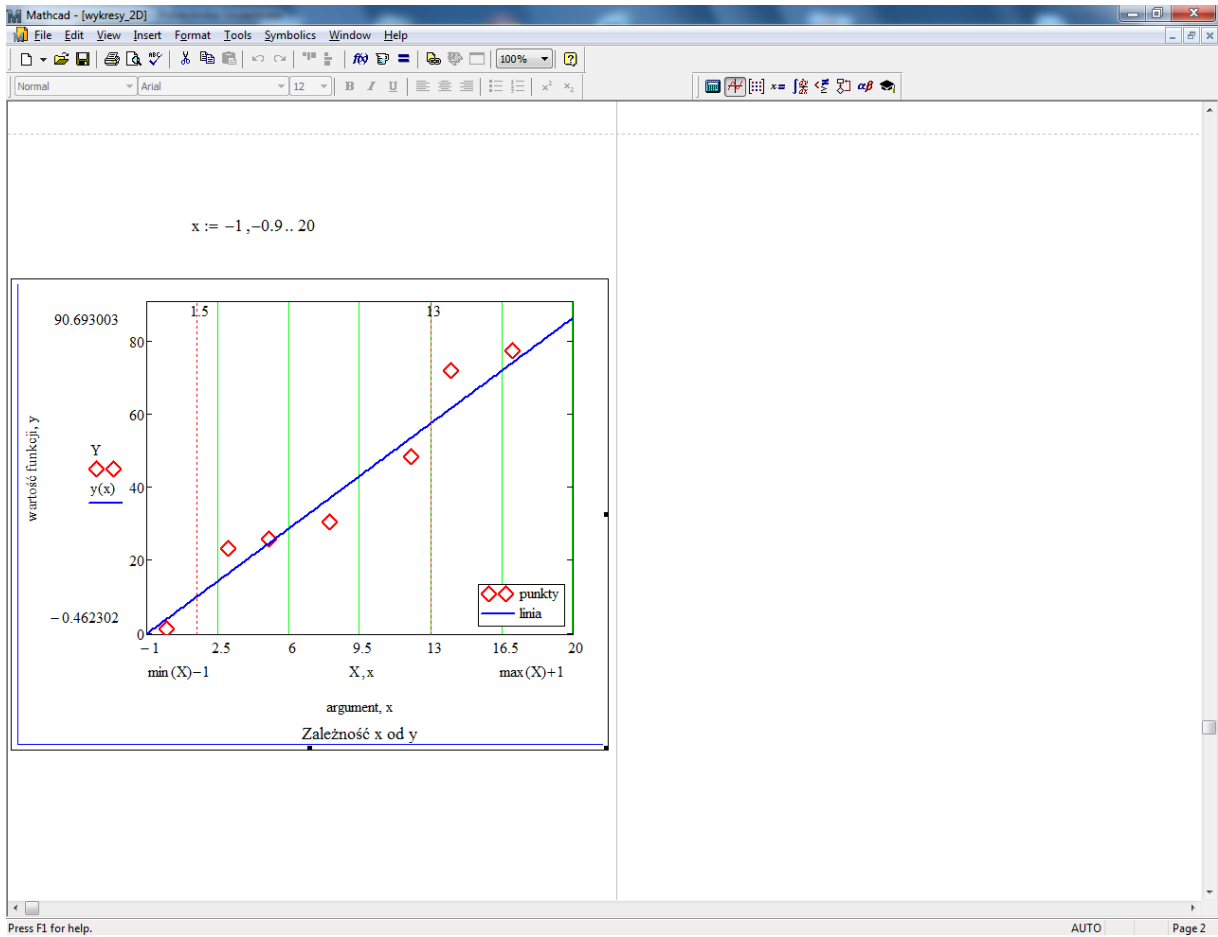 Mathcad - [wykresy_2D]
File Edit View Insert Format Tools Symbolics Window Help
100%
Normal Arial 12 B I U
x := −1 ,−0.9 .. 20
1.5 13
90.693003
80
60
Y
y(x)
40
20
−0.462302
0
wartość funkcji, y
punkty
linia
−1 2.5 6 9.5 13 16.5 20
min(X)−1 X,x max(X)+1
argument, x
Zależność x od y
Press F1 for help. AUTO Page 2